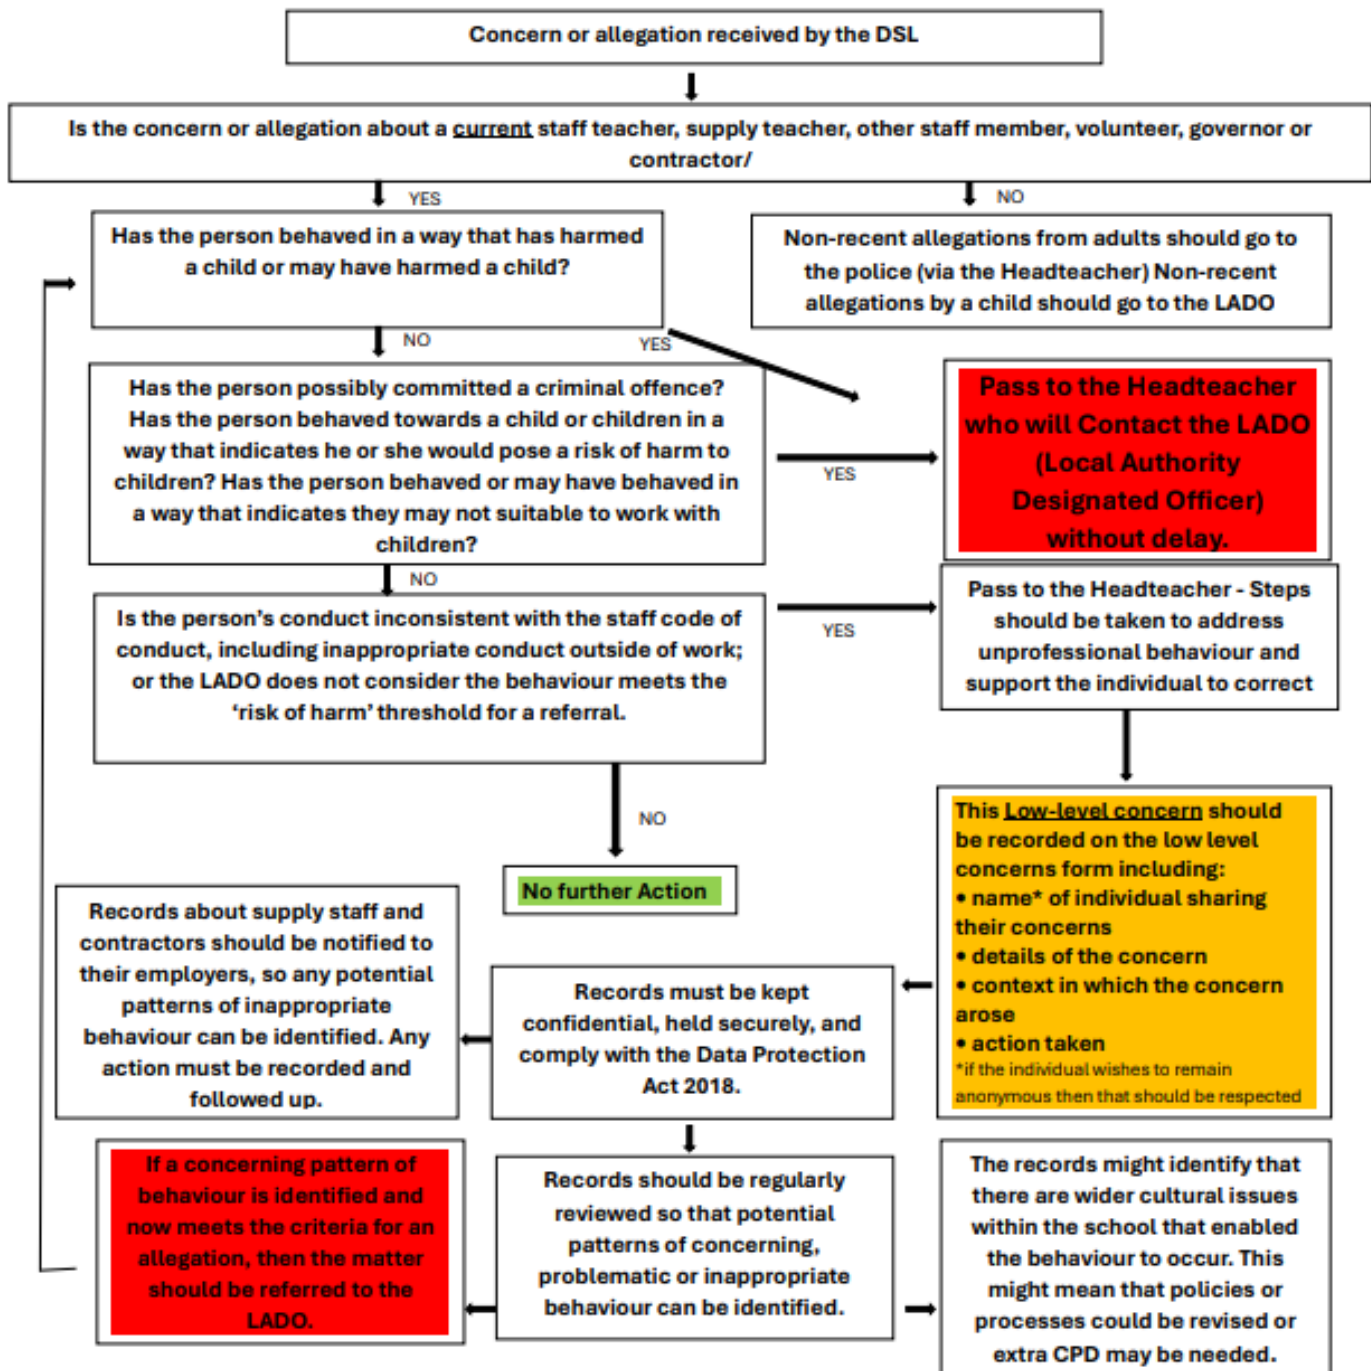 Concern or allegation received by the DSL
Is the concern or allegation about a current staff teacher, supply teacher, other staff member, volunteer, governor or
contractor/
YES
NO
Has the person behaved in a way that has harmed
a child or may have harmed a child?
Non-recent allegations from adults should go to
the police (via the Headteacher) Non-recent
allegations by a child should go to the LADO
NO
YES
Has the person possibly committed a criminal offence?
Has the person behaved towards a child or children in a
way that indicates he or she would pose a risk of harm to
children? Has the person behaved or may have behaved in
a way that indicates they may not suitable to work with
children?
YES
Pass to the Headteacher
who will Contact the LADO
(Local Authority
Designated Officer)
without delay.
NO
Is the person's conduct inconsistent with the staff code of
conduct, including inappropriate conduct outside of work;
or the LADO does not consider the behaviour meets the
‘risk of harm’ threshold for a referral.
YES
Pass to the Headteacher - Steps
should be taken to address
unprofessional behaviour and
support the individual to correct
NO
No further Action
This Low-level concern should
be recorded on the low level
concerns form including:
• name* of individual sharing
their concerns
• details of the concern
• context in which the concern
arose
• action taken
*if the individual wishes to remain
anonymous then that should be respected
Records must be kept
confidential, held securely, and
comply with the Data Protection
Act 2018.
Records about supply staff and
contractors should be notified to
their employers, so any potential
patterns of inappropriate
behaviour can be identified. Any
action must be recorded and
followed up.
If a concerning pattern of
behaviour is identified and
now meets the criteria for an
allegation, then the matter
should be referred to the
LADO.
Records should be regularly
reviewed so that potential
patterns of concerning,
problematic or inappropriate
behaviour can be identified.
The records might identify that
there are wider cultural issues
within the school that enabled
the behaviour to occur. This
might mean that policies or
processes could be revised or
extra CPD may be needed.